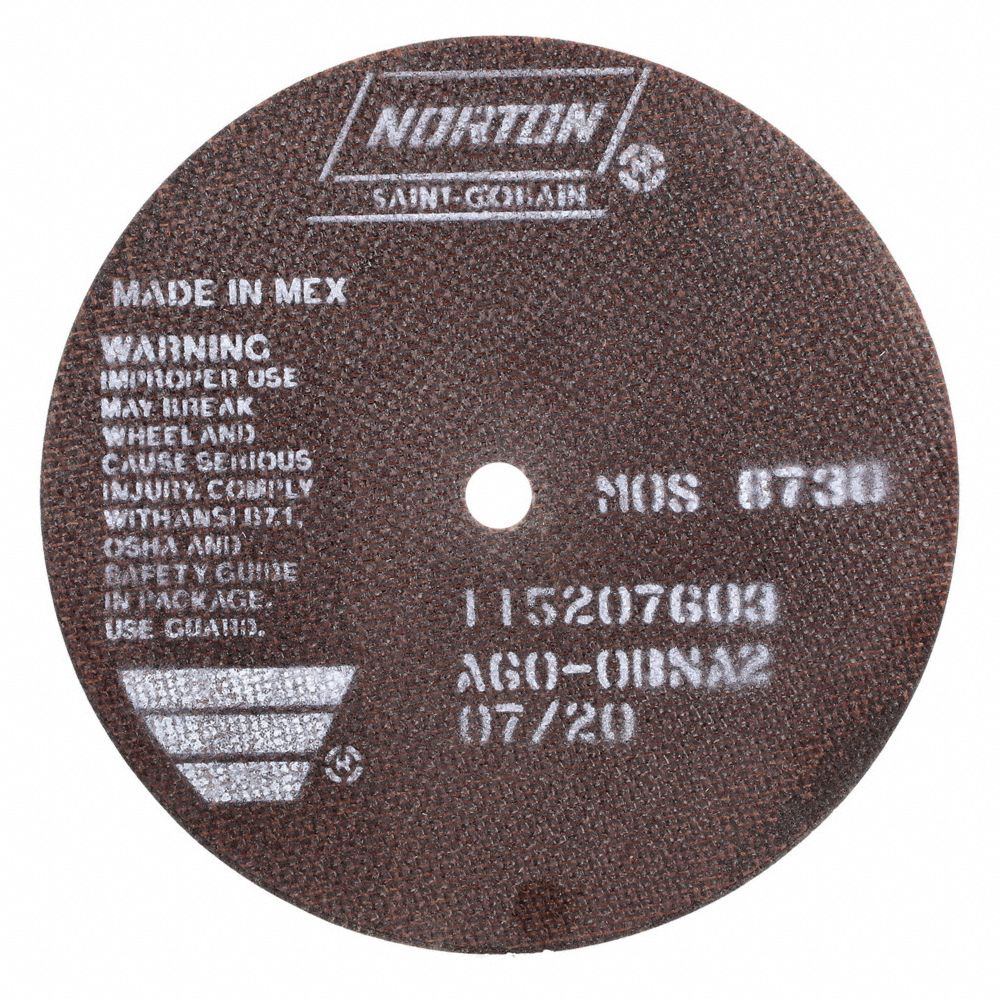 NORTON
SAINT-GOBAIN
MADE IN MEX
WARNING
IMPROPER USE
MAY BREAK
WHEEL AND
CAUSE SERIOUS
INJURY. COMPLY
WITH ANSI B7.1,
OSHA AND
SAFETY GUIDE
IN PACKAGE.
USE GUARD.
MOS 8730
115207603
A60-OBNA2
07/20